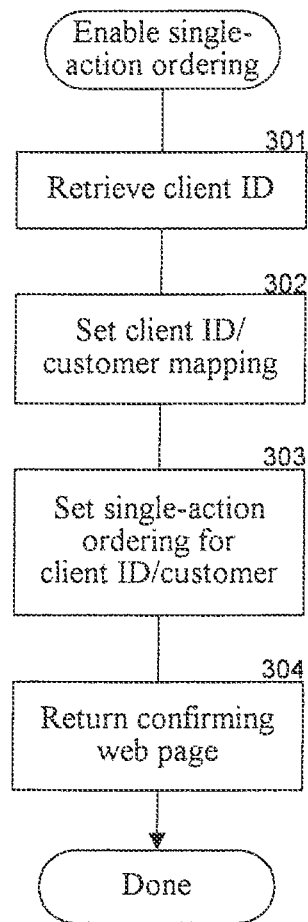 Enable single-
action ordering
301
Retrieve client ID
302
Set client ID/
customer mapping
303
Set single-action
ordering for
client ID/customer
304
Return confirming
web page
Done